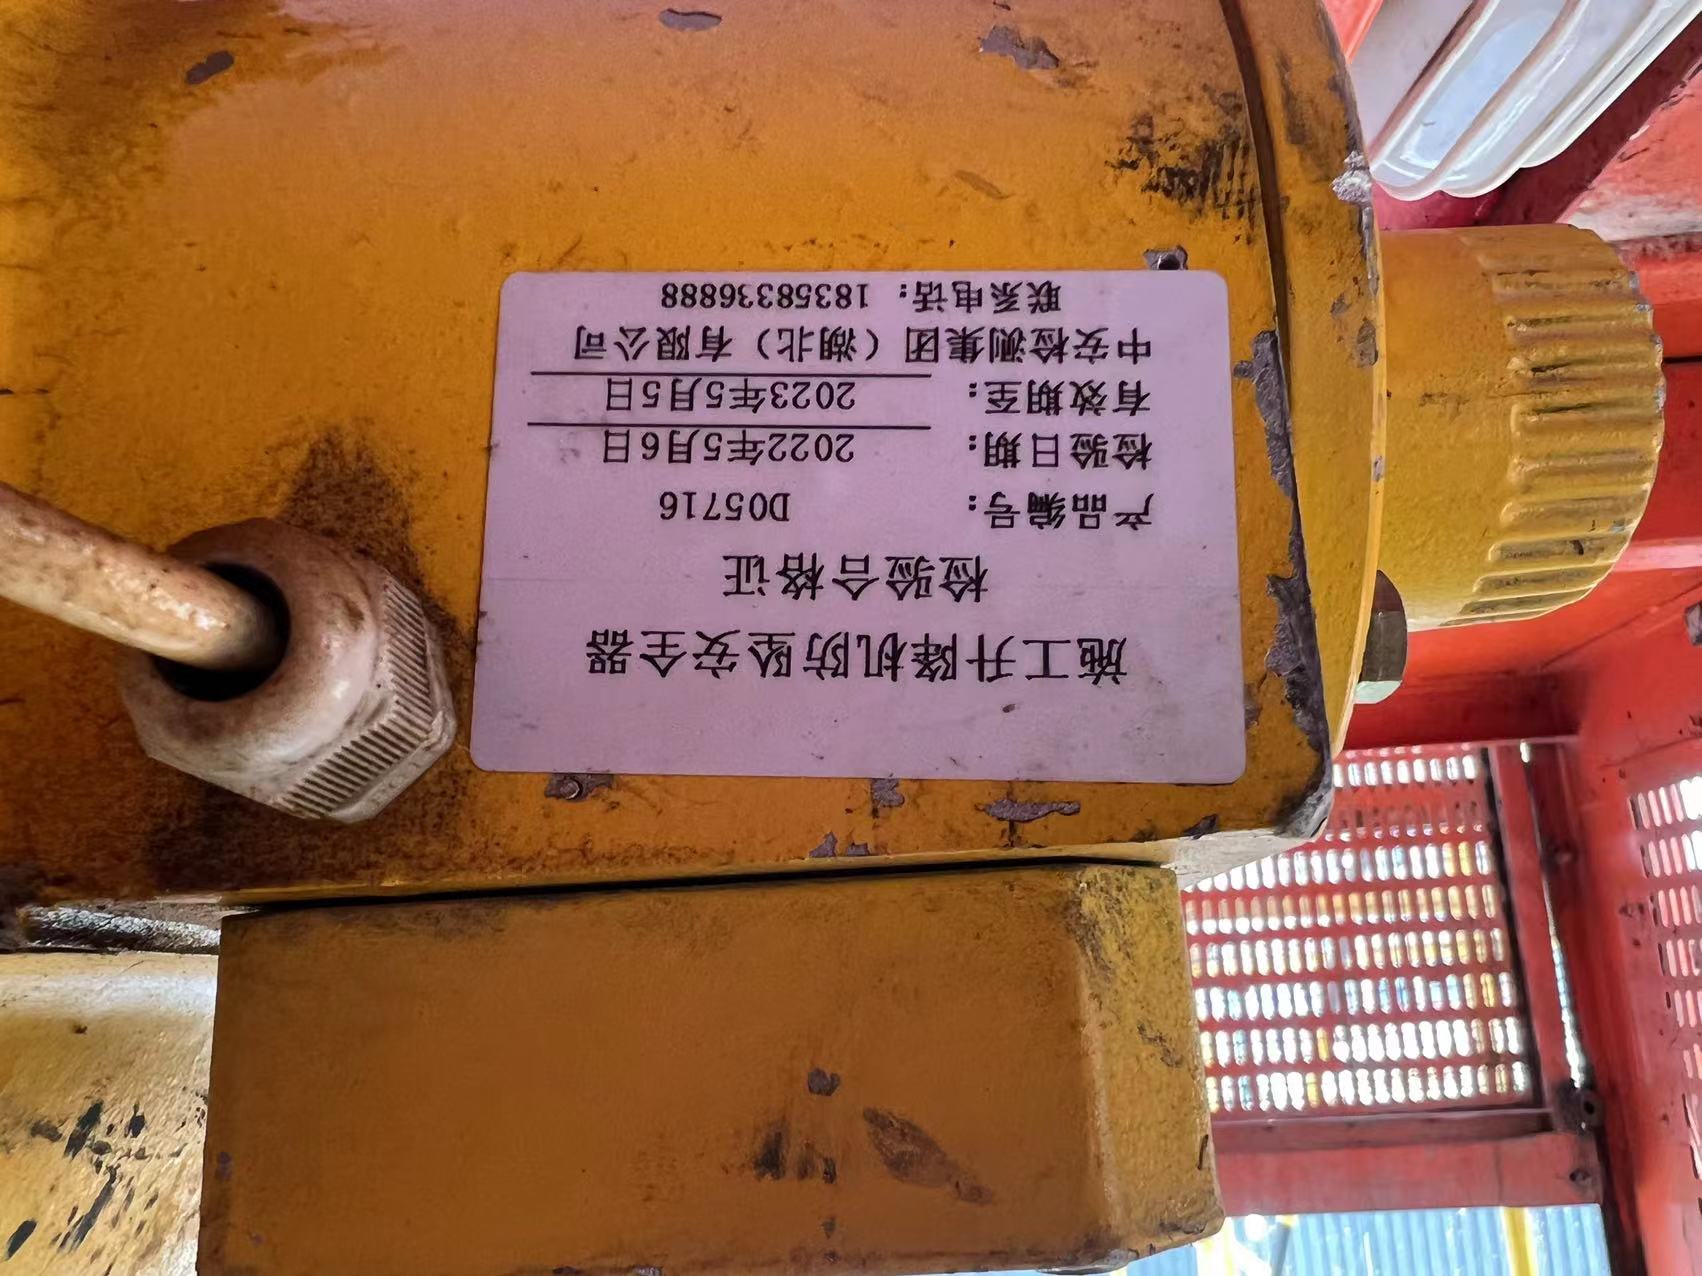 施工升降机防坠安全器
检验合格证
产品编号: D05716
检验日期: 2022年5月6日
有效期至: 2023年5月5日
中安检测集团（湖北）有限公司
联系电话: 18358336888